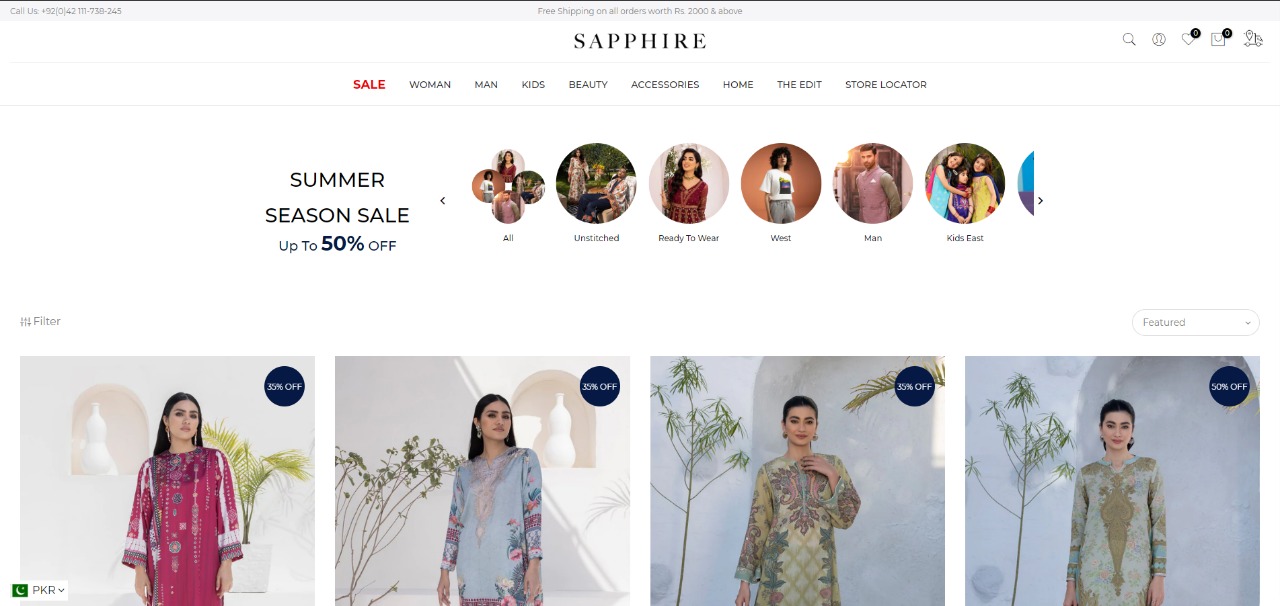 Call Us: +92(0)42 111-738-245
Free Shipping on all orders worth Rs. 2000 & above
SAPPHIRE
0
0
SALE WOMAN MAN KIDS BEAUTY ACCESSORIES HOME THE EDIT STORE LOCATOR
SUMMER
SEASON SALE
Up To 50% OFF
All Unstitched Ready To Wear West Man Kids East
Filter
Featured
35% OFF
35% OFF
35% OFF
50% OFF
PKR